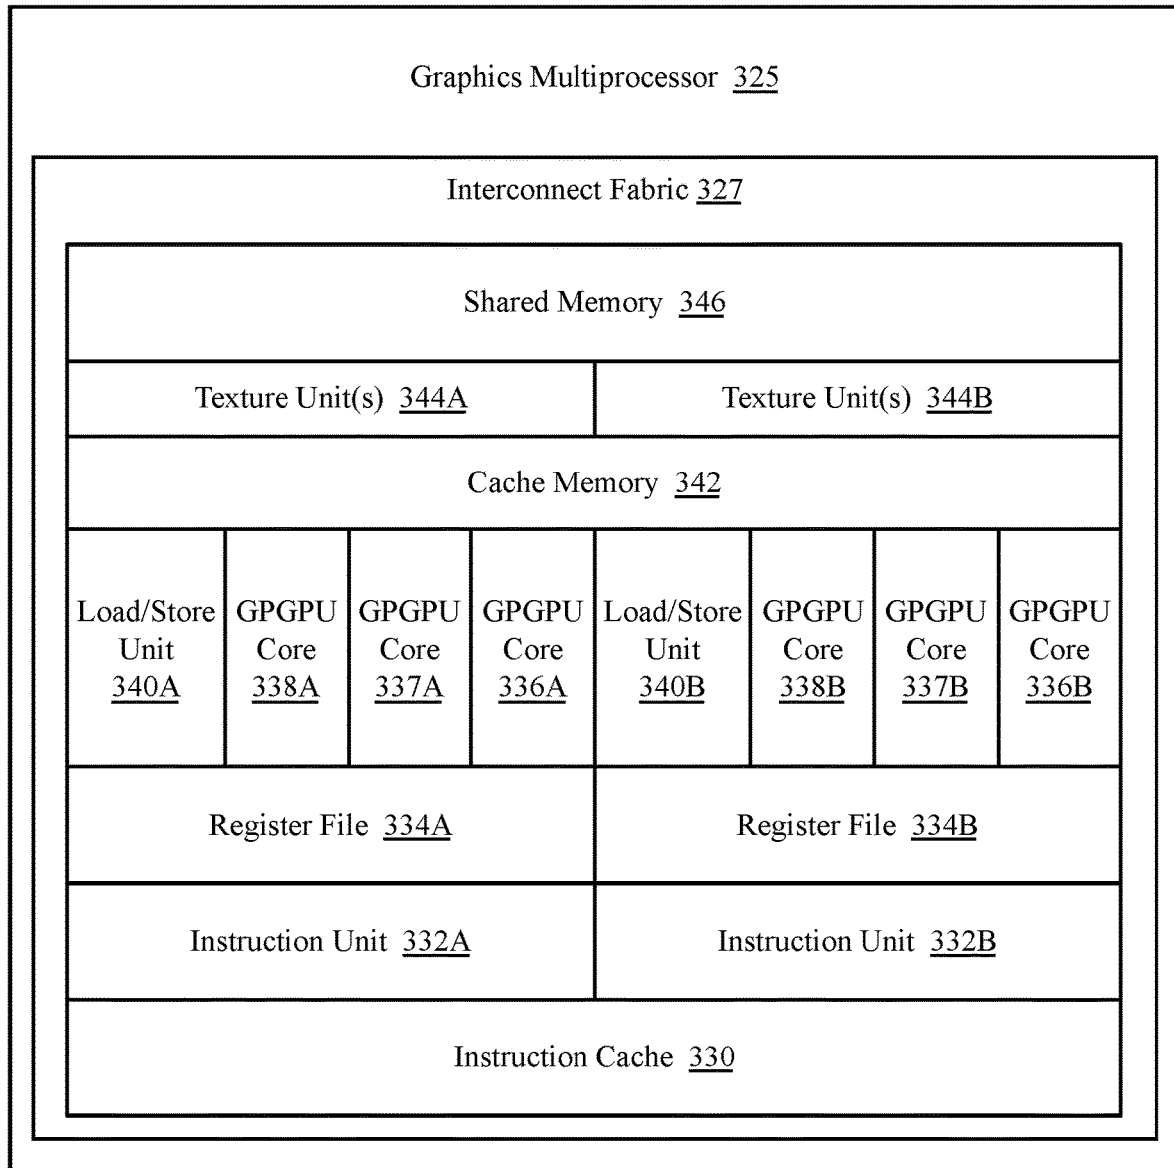 Graphics Multiprocessor 325
Interconnect Fabric 327
Shared Memory 346
Texture Unit(s) 344A
Texture Unit(s) 344B
Cache Memory 342
Load/Store
Unit
340A
GPGPU
Core
338A
GPGPU
Core
337A
GPGPU
Core
336A
Load/Store
Unit
340B
GPGPU
Core
338B
GPGPU
Core
337B
GPGPU
Core
336B
Register File 334A
Register File 334B
Instruction Unit 332A
Instruction Unit 332B
Instruction Cache 330